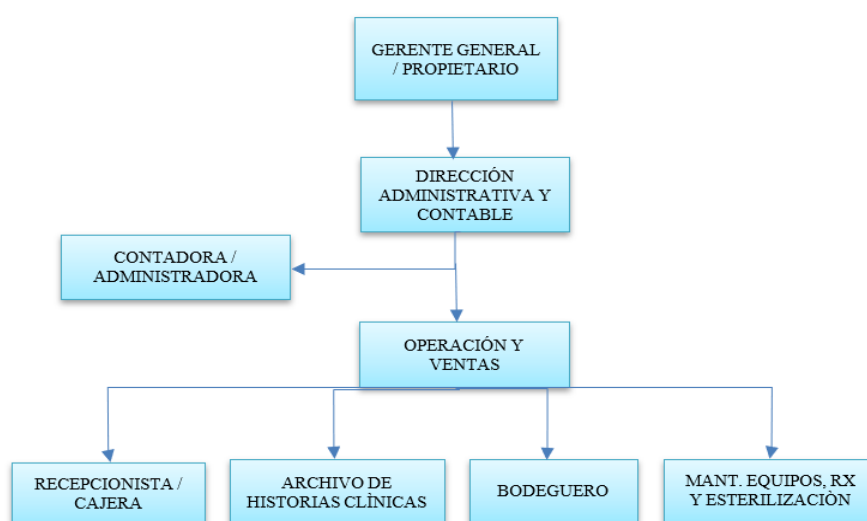 GERENTE GENERAL
/ PROPIETARIO
DIRECCIÓN
ADMINISTRATIVA Y
CONTABLE
CONTADORA /
ADMINISTRADORA
OPERACIÓN Y
VENTAS
RECEPCIONISTA /
CAJERA
ARCHIVO DE
HISTORIAS CLÌNICAS
BODEGUERO
MANT. EQUIPOS, RX
Y ESTERILIZACIÒN